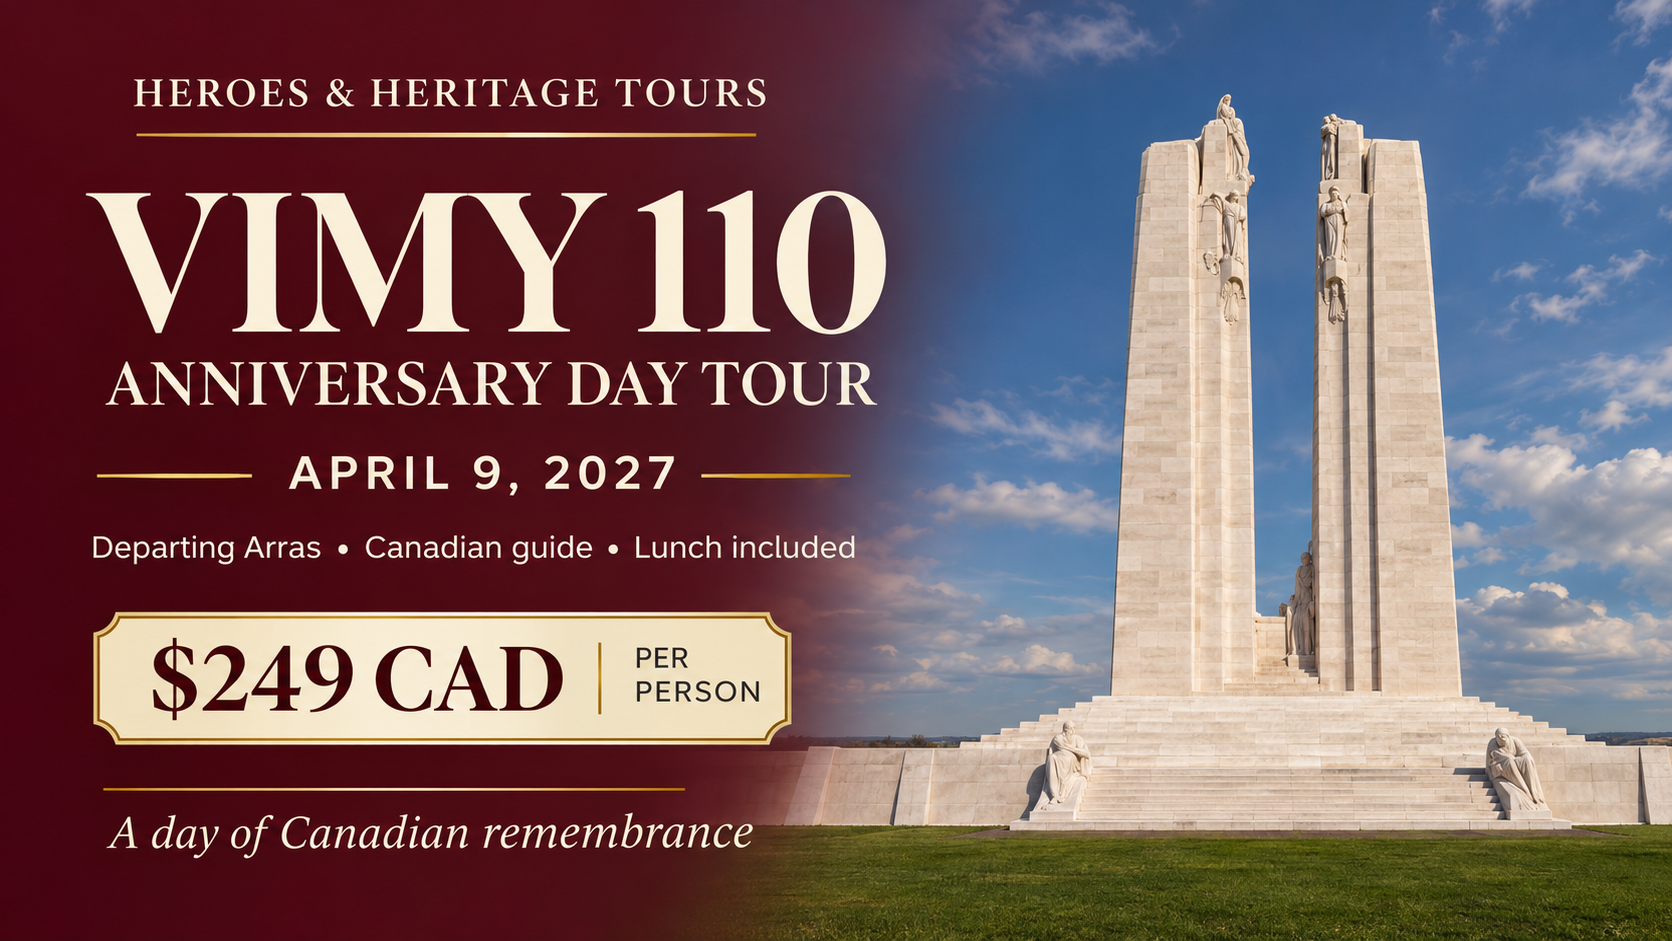 HEROES & HERITAGE TOURS
VIMY 110
ANNIVERSARY DAY TOUR
APRIL 9, 2027
Departing Arras • Canadian guide • Lunch included
$249 CAD
PER
PERSON
A day of Canadian remembrance